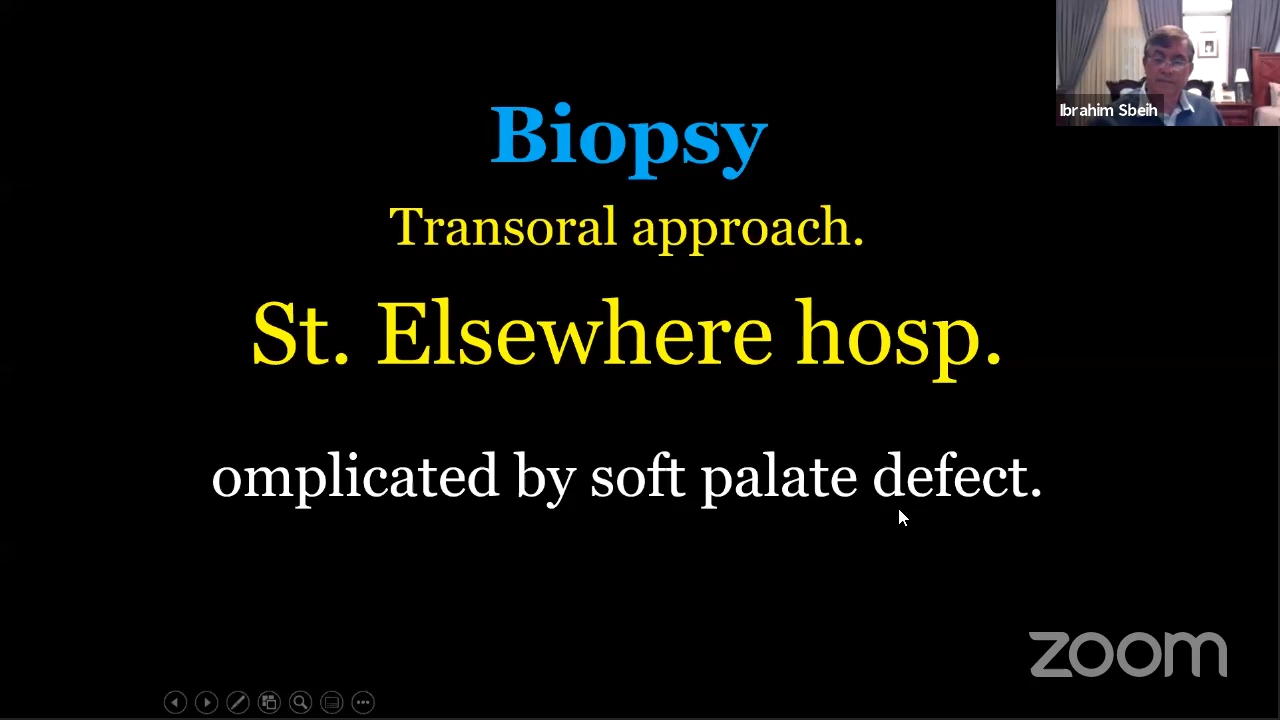 Ibrahim Sbeih
Biopsy
Transoral approach.
St. Elsewhere hosp.
omplicated by soft palate defect.
zoom